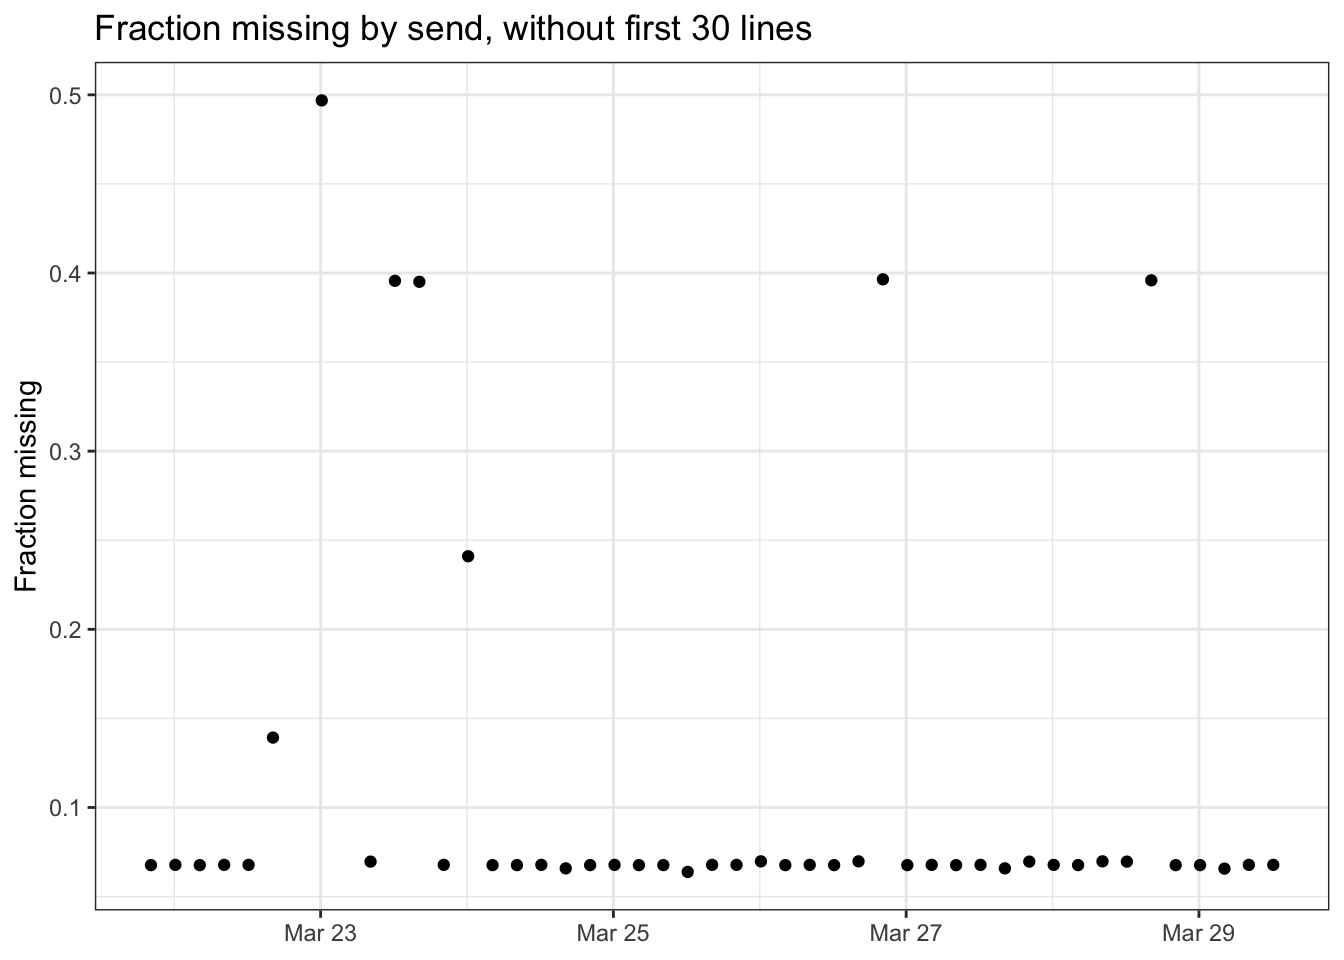 Fraction missing by send, without first 30 lines
0.5
0.4
0.3
0.2
0.1
Fraction missing
Mar 23
Mar 25
Mar 27
Mar 29